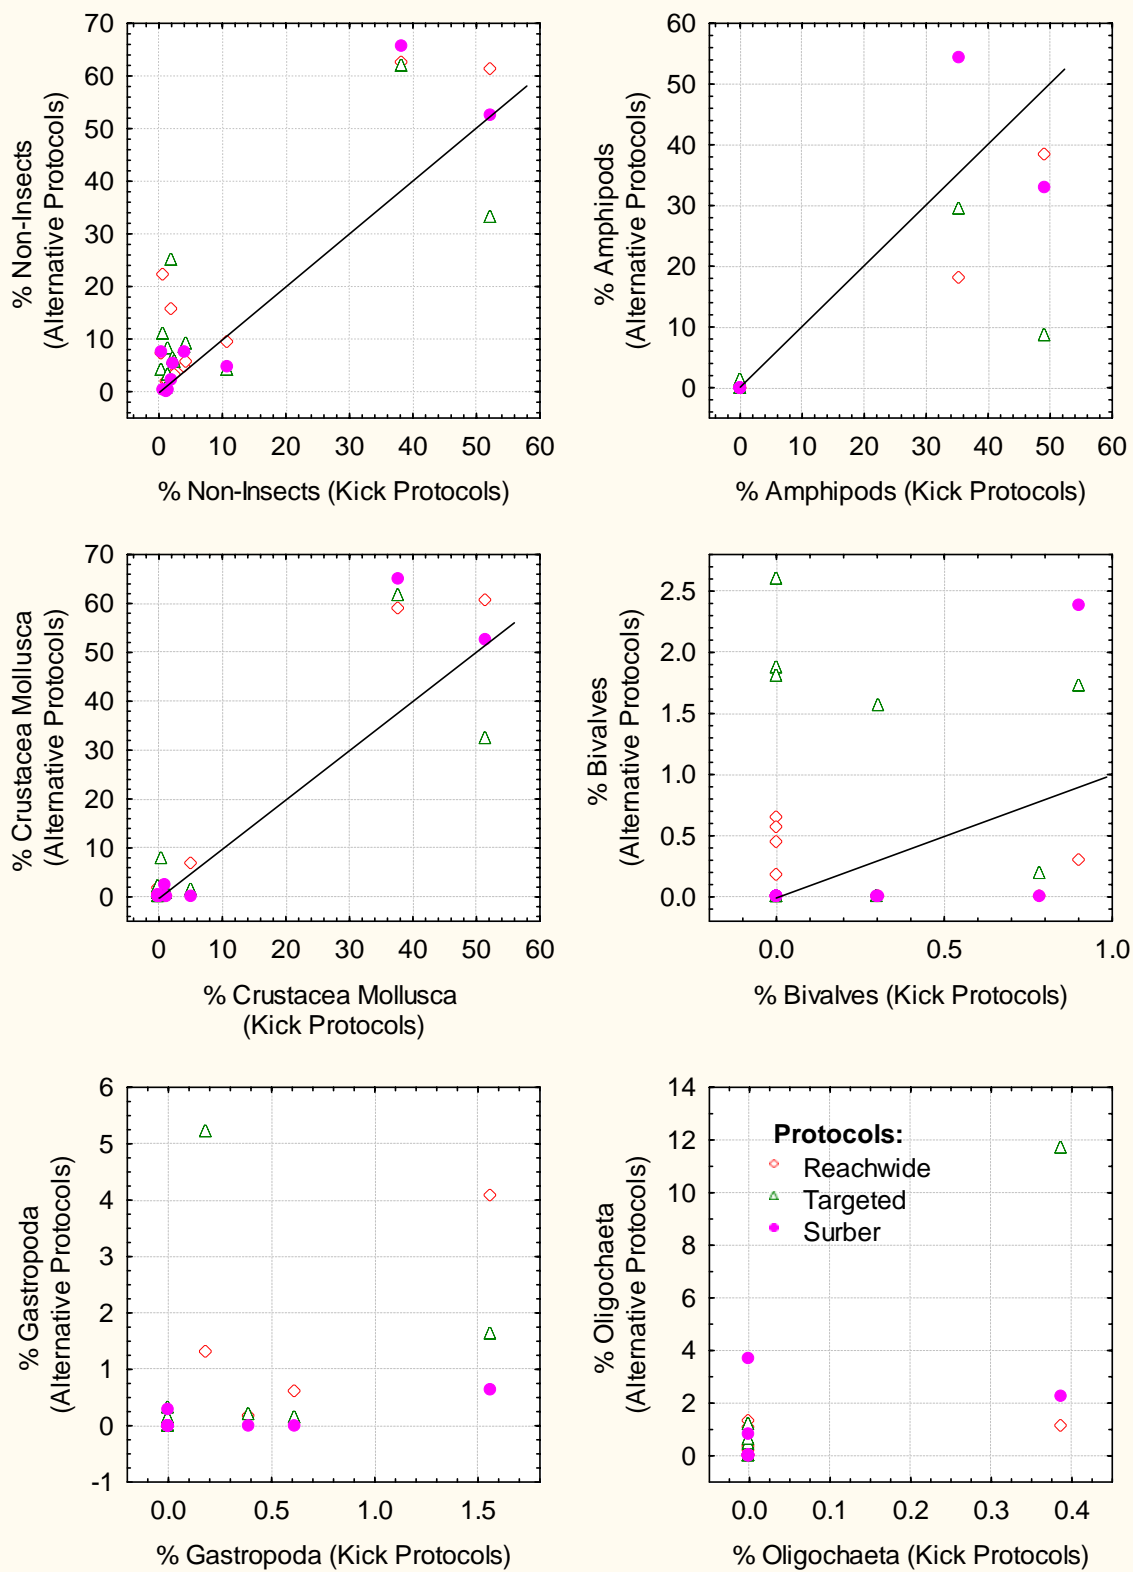 70
60
50
40
30
20
10
0
% Non-Insects
(Alternative Protocols)
0 10 20 30 40 50 60
% Non-Insects (Kick Protocols)
60
50
40
30
20
10
0
% Amphipods
(Alternative Protocols)
0 10 20 30 40 50 60
% Amphipods (Kick Protocols)
70
60
50
40
30
20
10
0
% Crustacea Mollusca
(Alternative Protocols)
0 10 20 30 40 50 60
% Crustacea Mollusca
(Kick Protocols)
2.5
2.0
1.5
1.0
0.5
0.0
% Bivalves
(Alternative Protocols)
0.0 0.5 1.0
% Bivalves (Kick Protocols)
6
5
4
3
2
1
0
-1
% Gastropoda
(Alternative Protocols)
0.0 0.5 1.0 1.5
% Gastropoda (Kick Protocols)
14
12
10
8
6
4
2
0
% Oligochaeta
(Alternative Protocols)
Protocols:
Reachwide
Targeted
Surber
0.0 0.1 0.2 0.3 0.4
% Oligochaeta (Kick Protocols)